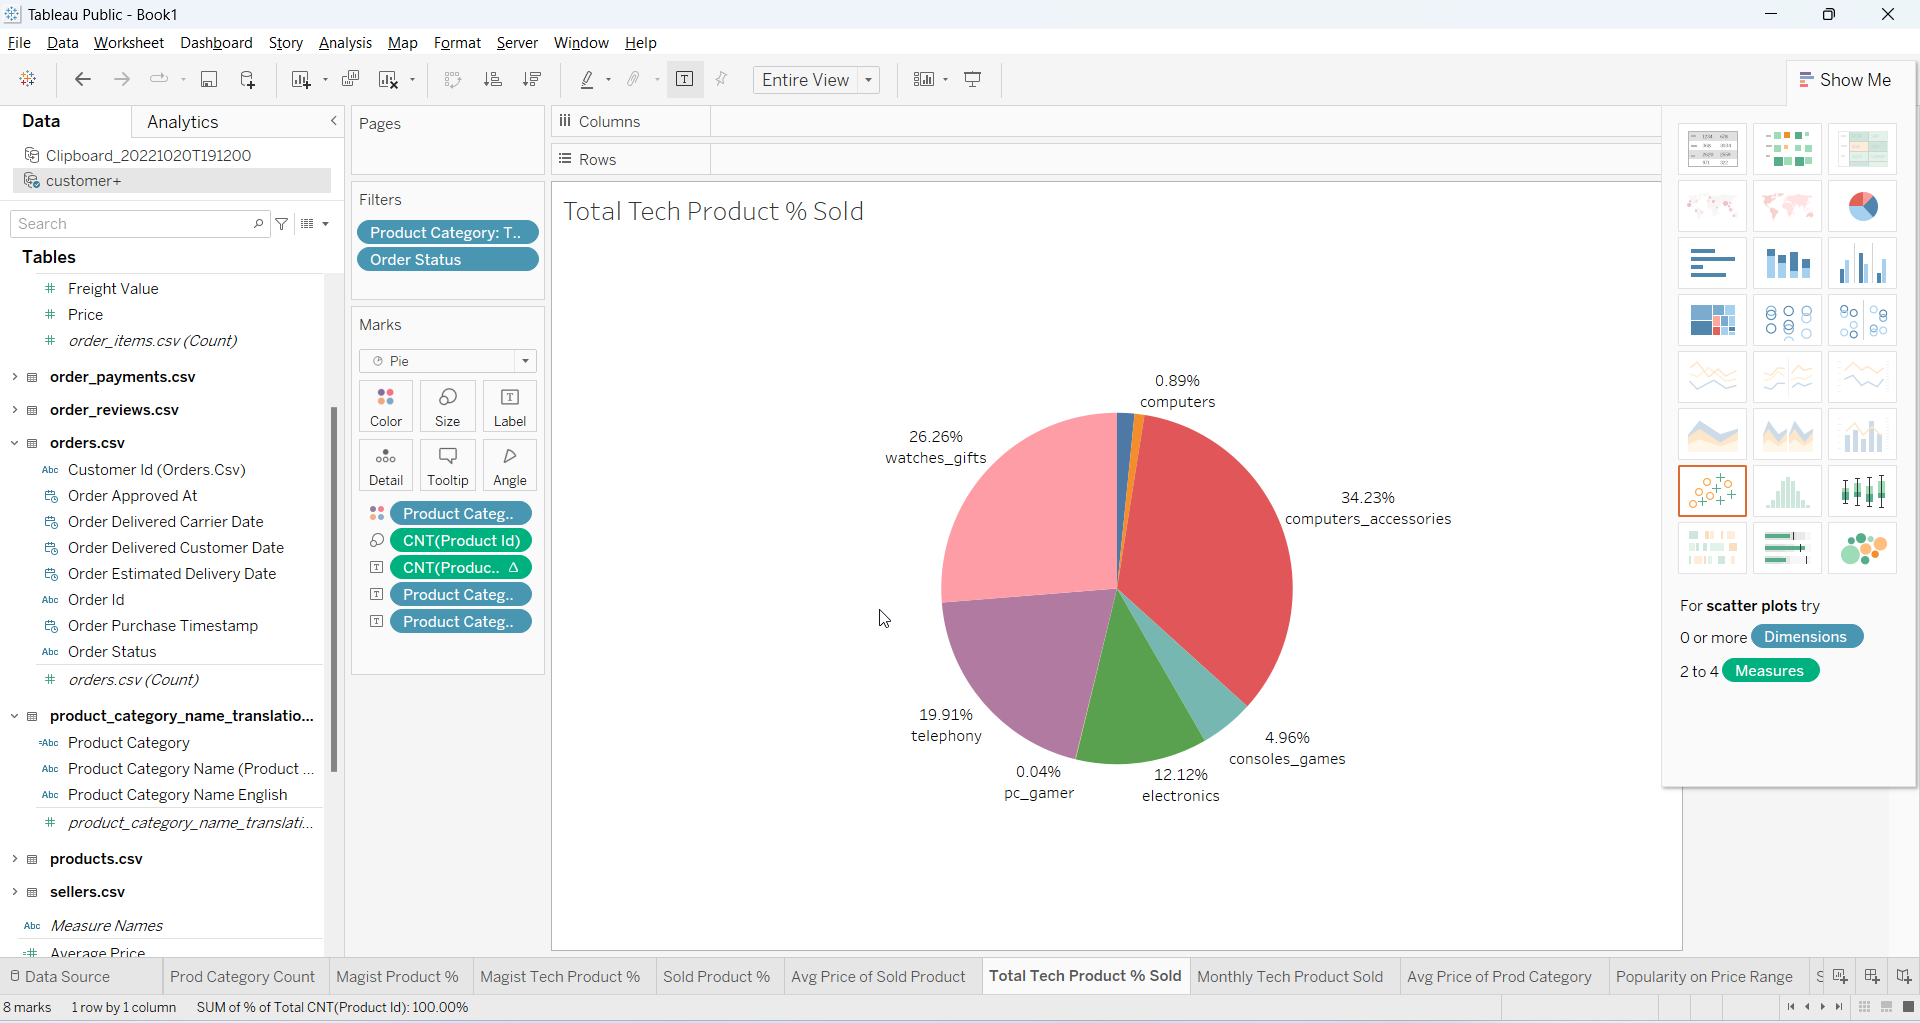 Tableau Public - Book1
File Data Worksheet Dashboard Story Analysis Map Format Server Window Help
Entire View
Show Me
Data Analytics
Clipboard_20221020T191200
customer+
Search
Tables
Freight Value
Price
order_items.csv (Count)
order_payments.csv
order_reviews.csv
orders.csv
Abc Customer Id (Orders.Csv)
Order Approved At
Order Delivered Carrier Date
Order Delivered Customer Date
Order Estimated Delivery Date
Abc Order Id
Order Purchase Timestamp
Abc Order Status
orders.csv (Count)
product_category_name_translatio...
=Abc Product Category
Abc Product Category Name (Product ...
Abc Product Category Name English
product_category_name_translati...
products.csv
sellers.csv
Abc Measure Names
Average Price
Pages
Filters
Product Category: T..
Order Status
Marks
Pie
Color Size Label
Detail Tooltip Angle
Product Categ..
CNT(Product Id)
CNT(Produc.. Δ
Product Categ..
Product Categ..
Columns
Rows
Total Tech Product % Sold
0.89%
computers
26.26%
watches_gifts
34.23%
computers_accessories
19.91%
telephony
4.96%
consoles_games
0.04%
pc_gamer
12.12%
electronics
For scatter plots try
0 or more Dimensions
2 to 4 Measures
Data Source Prod Category Count Magist Product % Magist Tech Product % Sold Product % Avg Price of Sold Product Total Tech Product % Sold Monthly Tech Product Sold Avg Price of Prod Category Popularity on Price Range
8 marks 1 row by 1 column SUM of % of Total CNT(Product Id): 100.00%